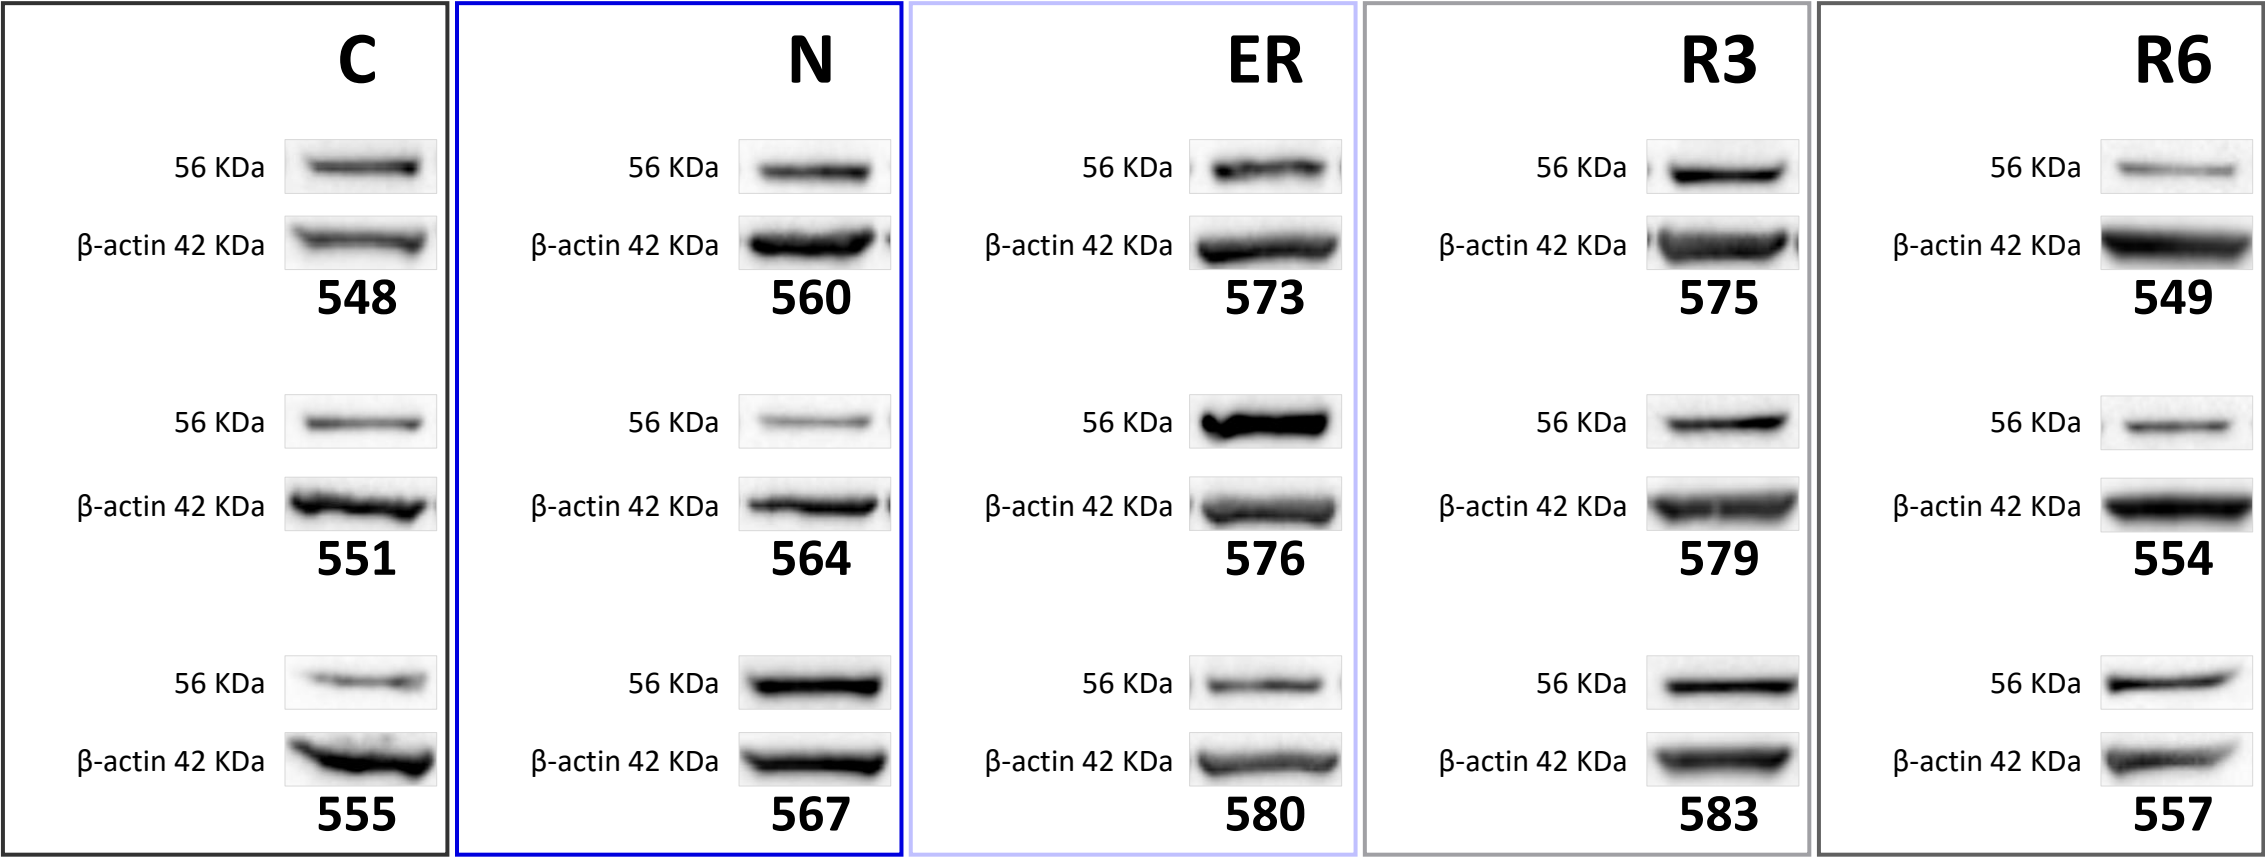 C
56 KDa
β-actin 42 KDa
548
56 KDa
β-actin 42 KDa
551
56 KDa
β-actin 42 KDa
555
N
56 KDa
β-actin 42 KDa
560
56 KDa
β-actin 42 KDa
564
56 KDa
β-actin 42 KDa
567
ER
56 KDa
β-actin 42 KDa
573
56 KDa
β-actin 42 KDa
576
56 KDa
β-actin 42 KDa
580
R3
56 KDa
β-actin 42 KDa
575
56 KDa
β-actin 42 KDa
579
56 KDa
β-actin 42 KDa
583
R6
56 KDa
β-actin 42 KDa
549
56 KDa
β-actin 42 KDa
554
56 KDa
β-actin 42 KDa
557